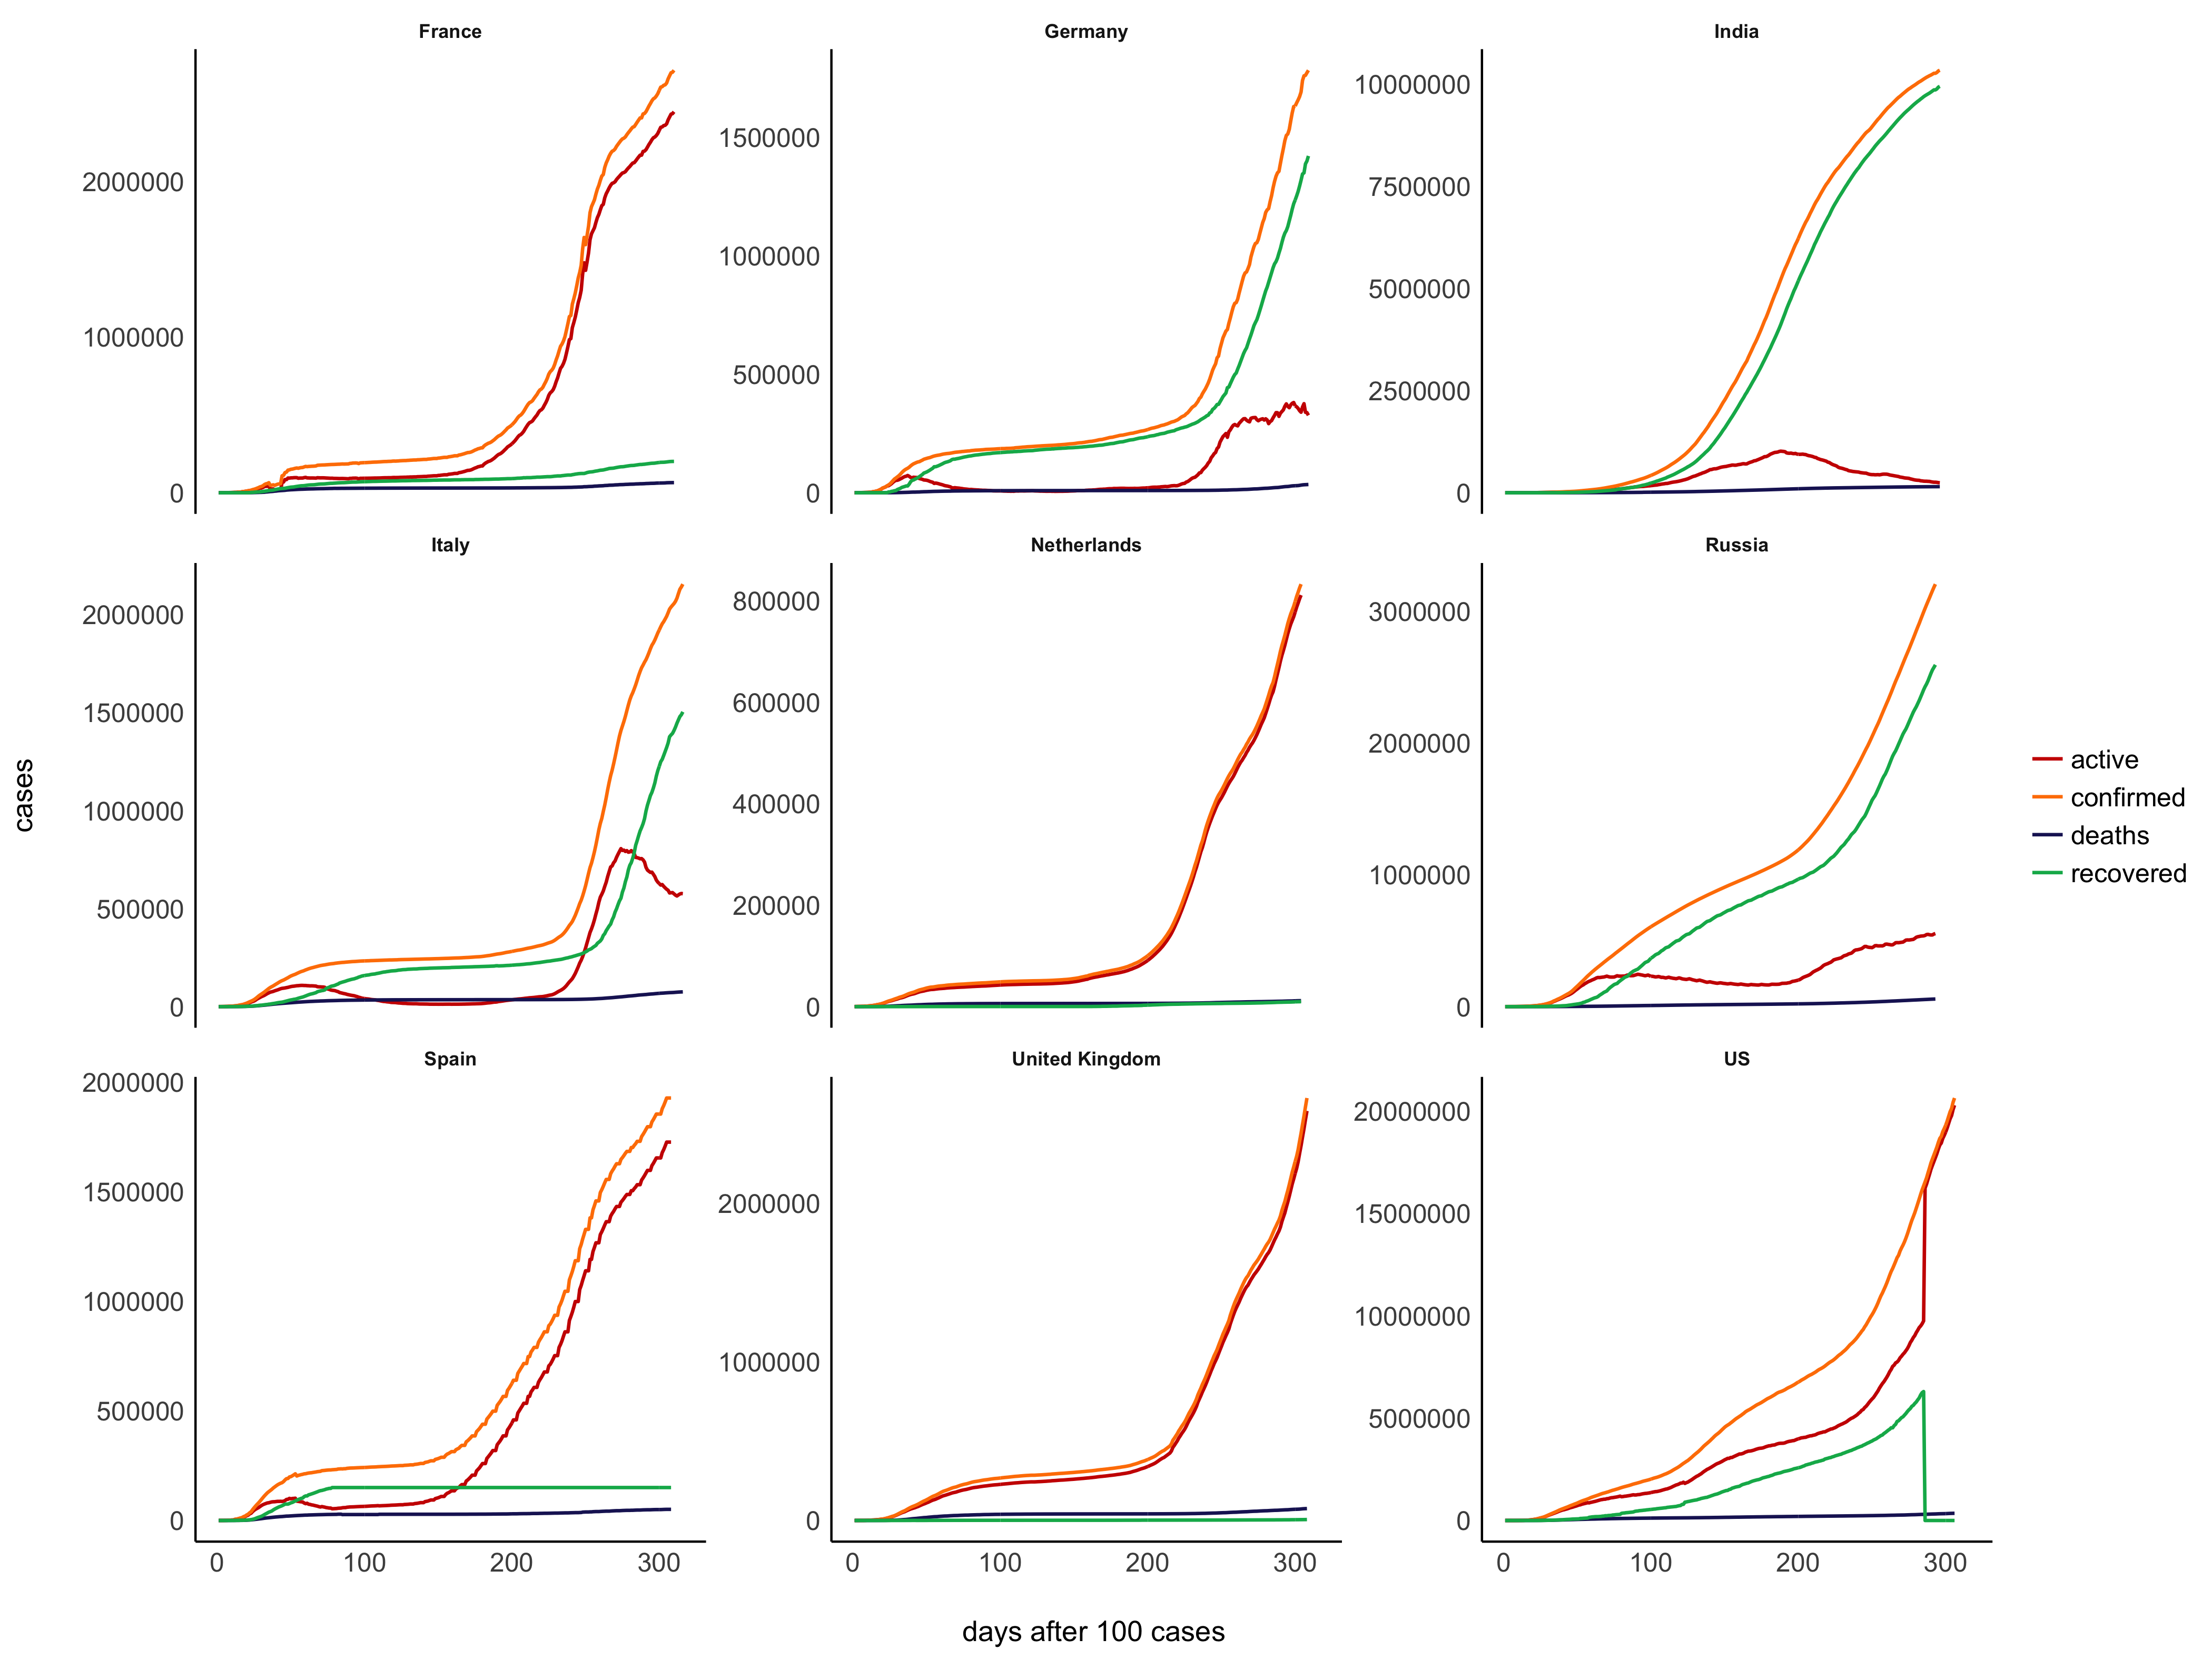 France
Germany
India
2000000
1000000
0
1500000
1000000
500000
0
10000000
7500000
5000000
2500000
0
Italy
Netherlands
Russia
2000000
1500000
1000000
500000
0
800000
600000
400000
200000
0
3000000
2000000
1000000
0
cases
active
confirmed
deaths
recovered
Spain
United Kingdom
US
2000000
1500000
1000000
500000
0
2000000
1000000
0
20000000
15000000
10000000
5000000
0
0 100 200 300
0 100 200 300
0 100 200 300
days after 100 cases